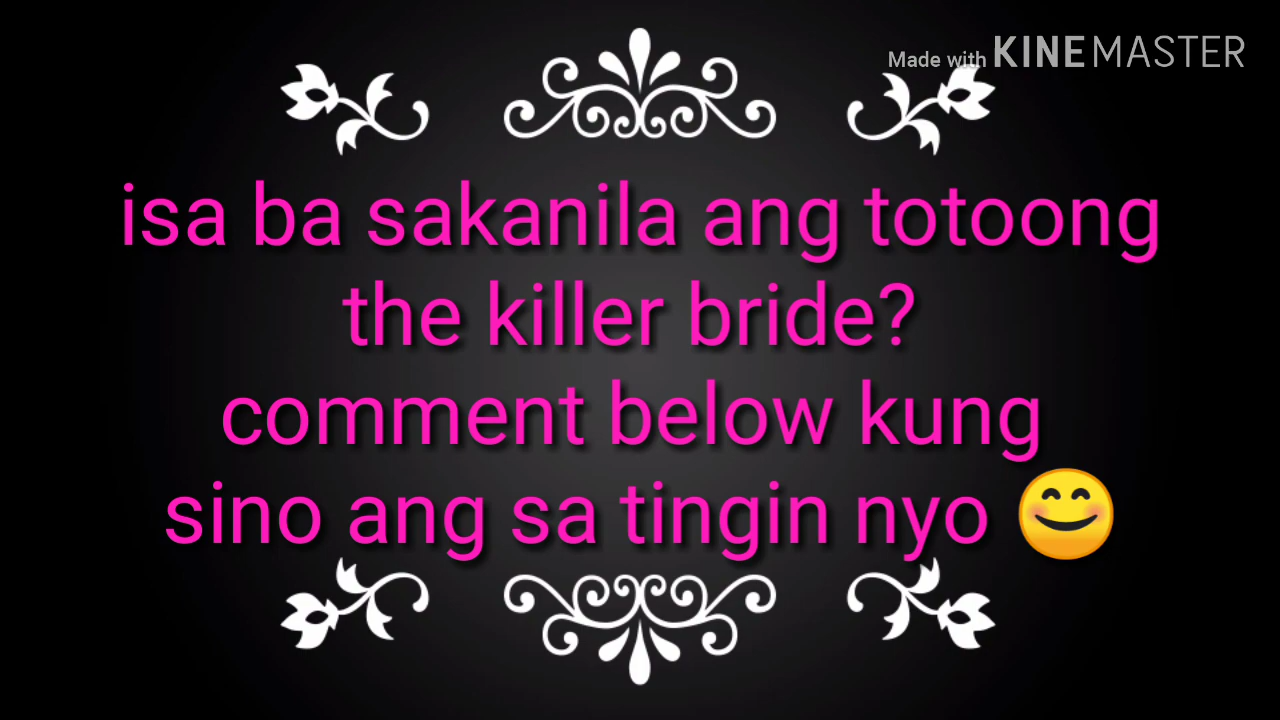 Made with KINEMASTER
isa ba sakanila ang totoong
the killer bride?
comment below kung
sino ang sa tingin nyo 😊